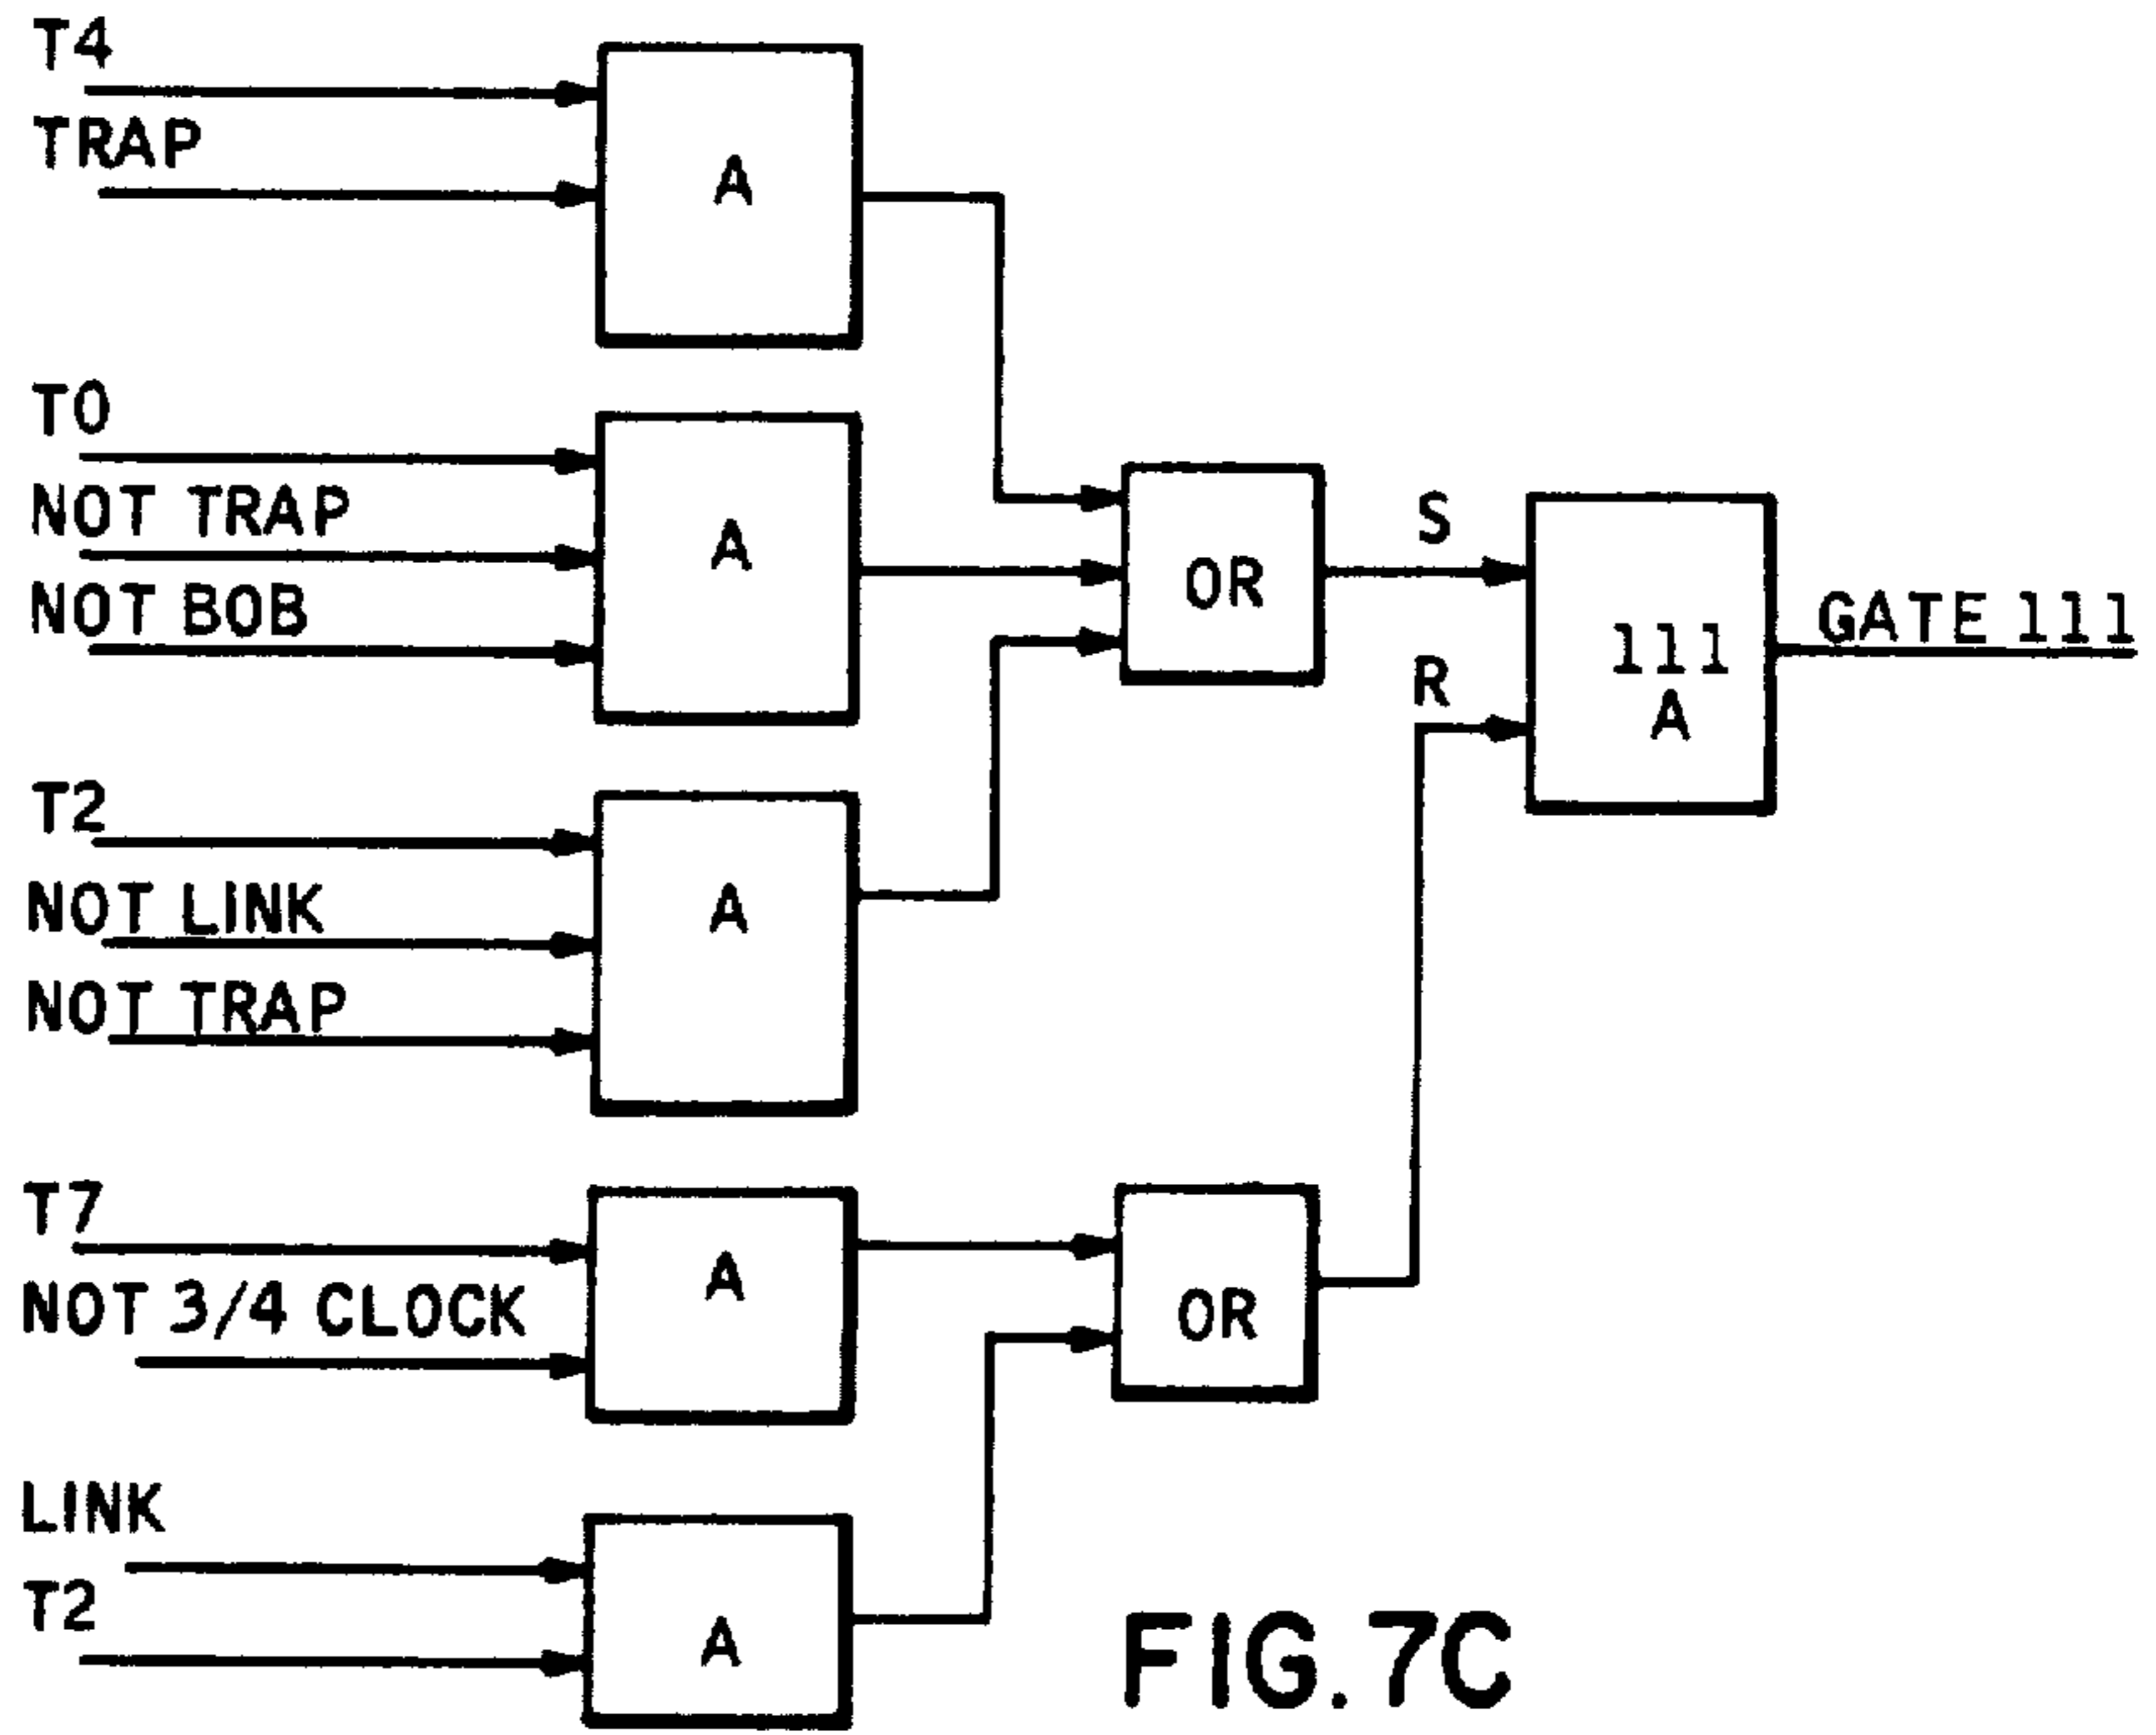 T4
TRAP
A
T0
NOT TRAP
NOT BOB
A
OR
S
R
111
A
GATE 111
T2
NOT LINK
NOT TRAP
A
T7
NOT 3/4 CLOCK
A
OR
LINK
T2
A
FIG.7C